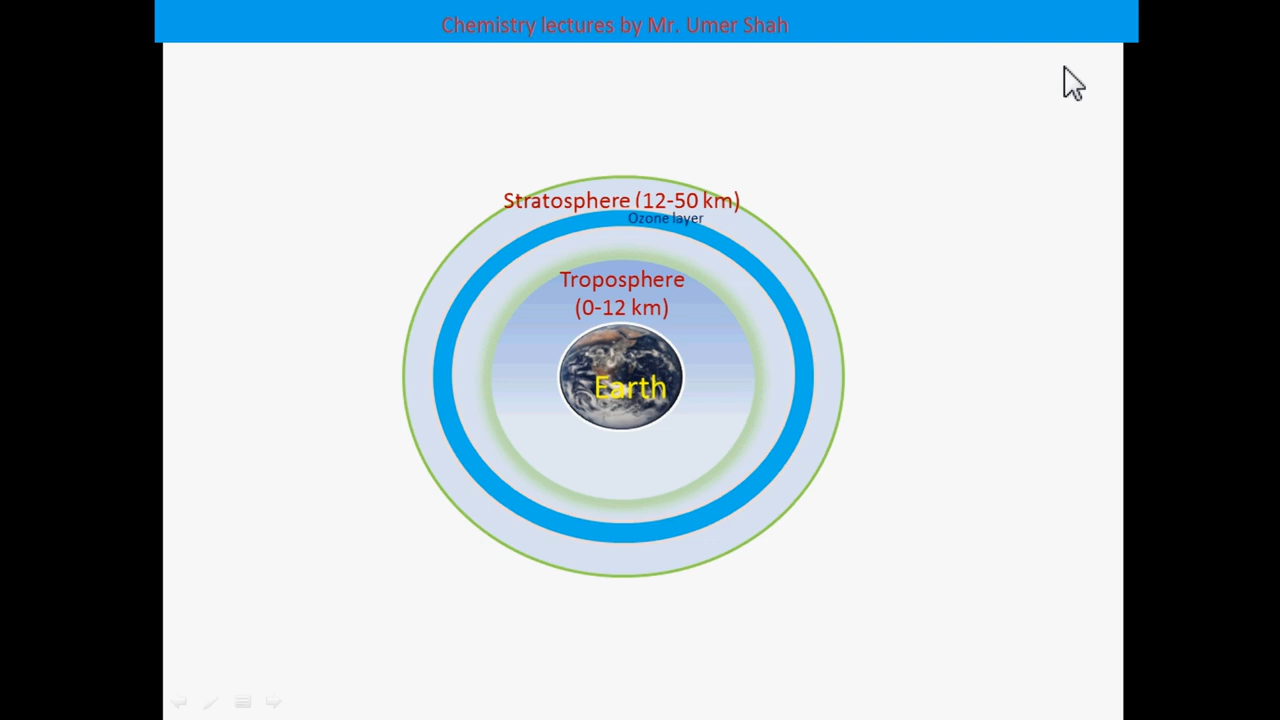 Chemistry lectures by Mr. Umer Shah
Stratosphere (12-50 km)
Ozone layer
Troposphere
(0-12 km)
Earth